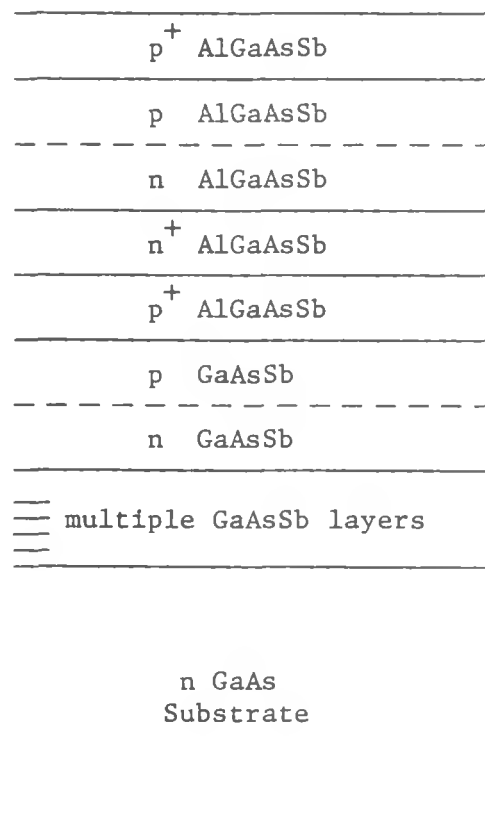 p+ AlGaAsSb
p AlGaAsSb
n AlGaAsSb
n+ AlGaAsSb
p+ AlGaAsSb
p GaAsSb
n GaAsSb
multiple GaAsSb layers
n GaAs
Substrate